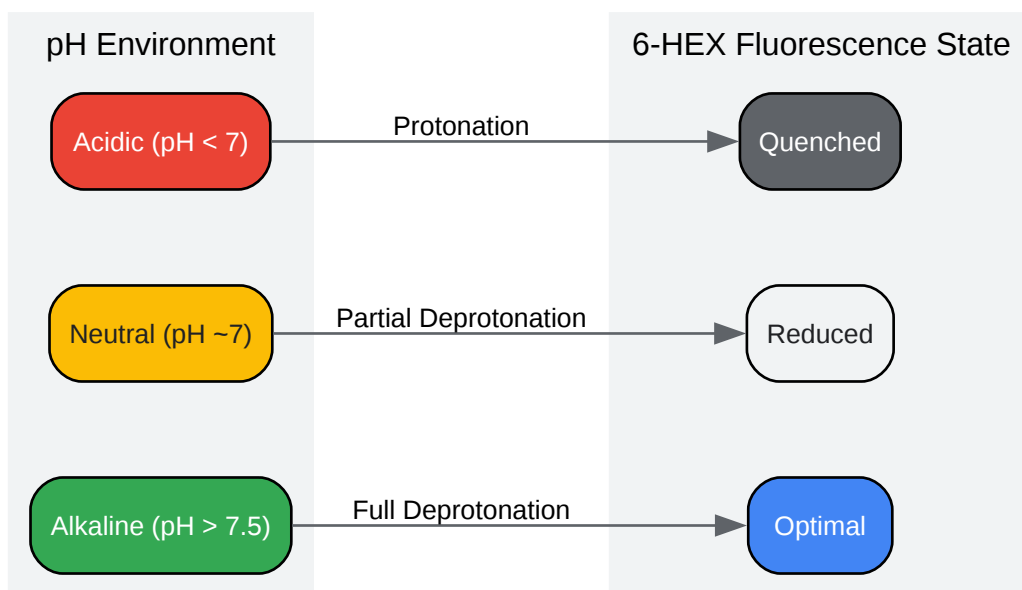 pH Environment
6-HEX Fluorescence State
Acidic (pH < 7)
Protonation
Quenched
Neutral (pH ~7)
Partial Deprotonation
Reduced
Alkaline (pH > 7.5)
Full Deprotonation
Optimal